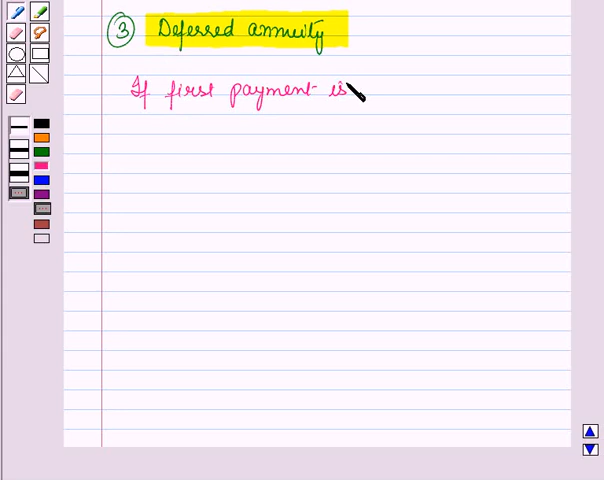 ③ Deferred annuity
If first payment is